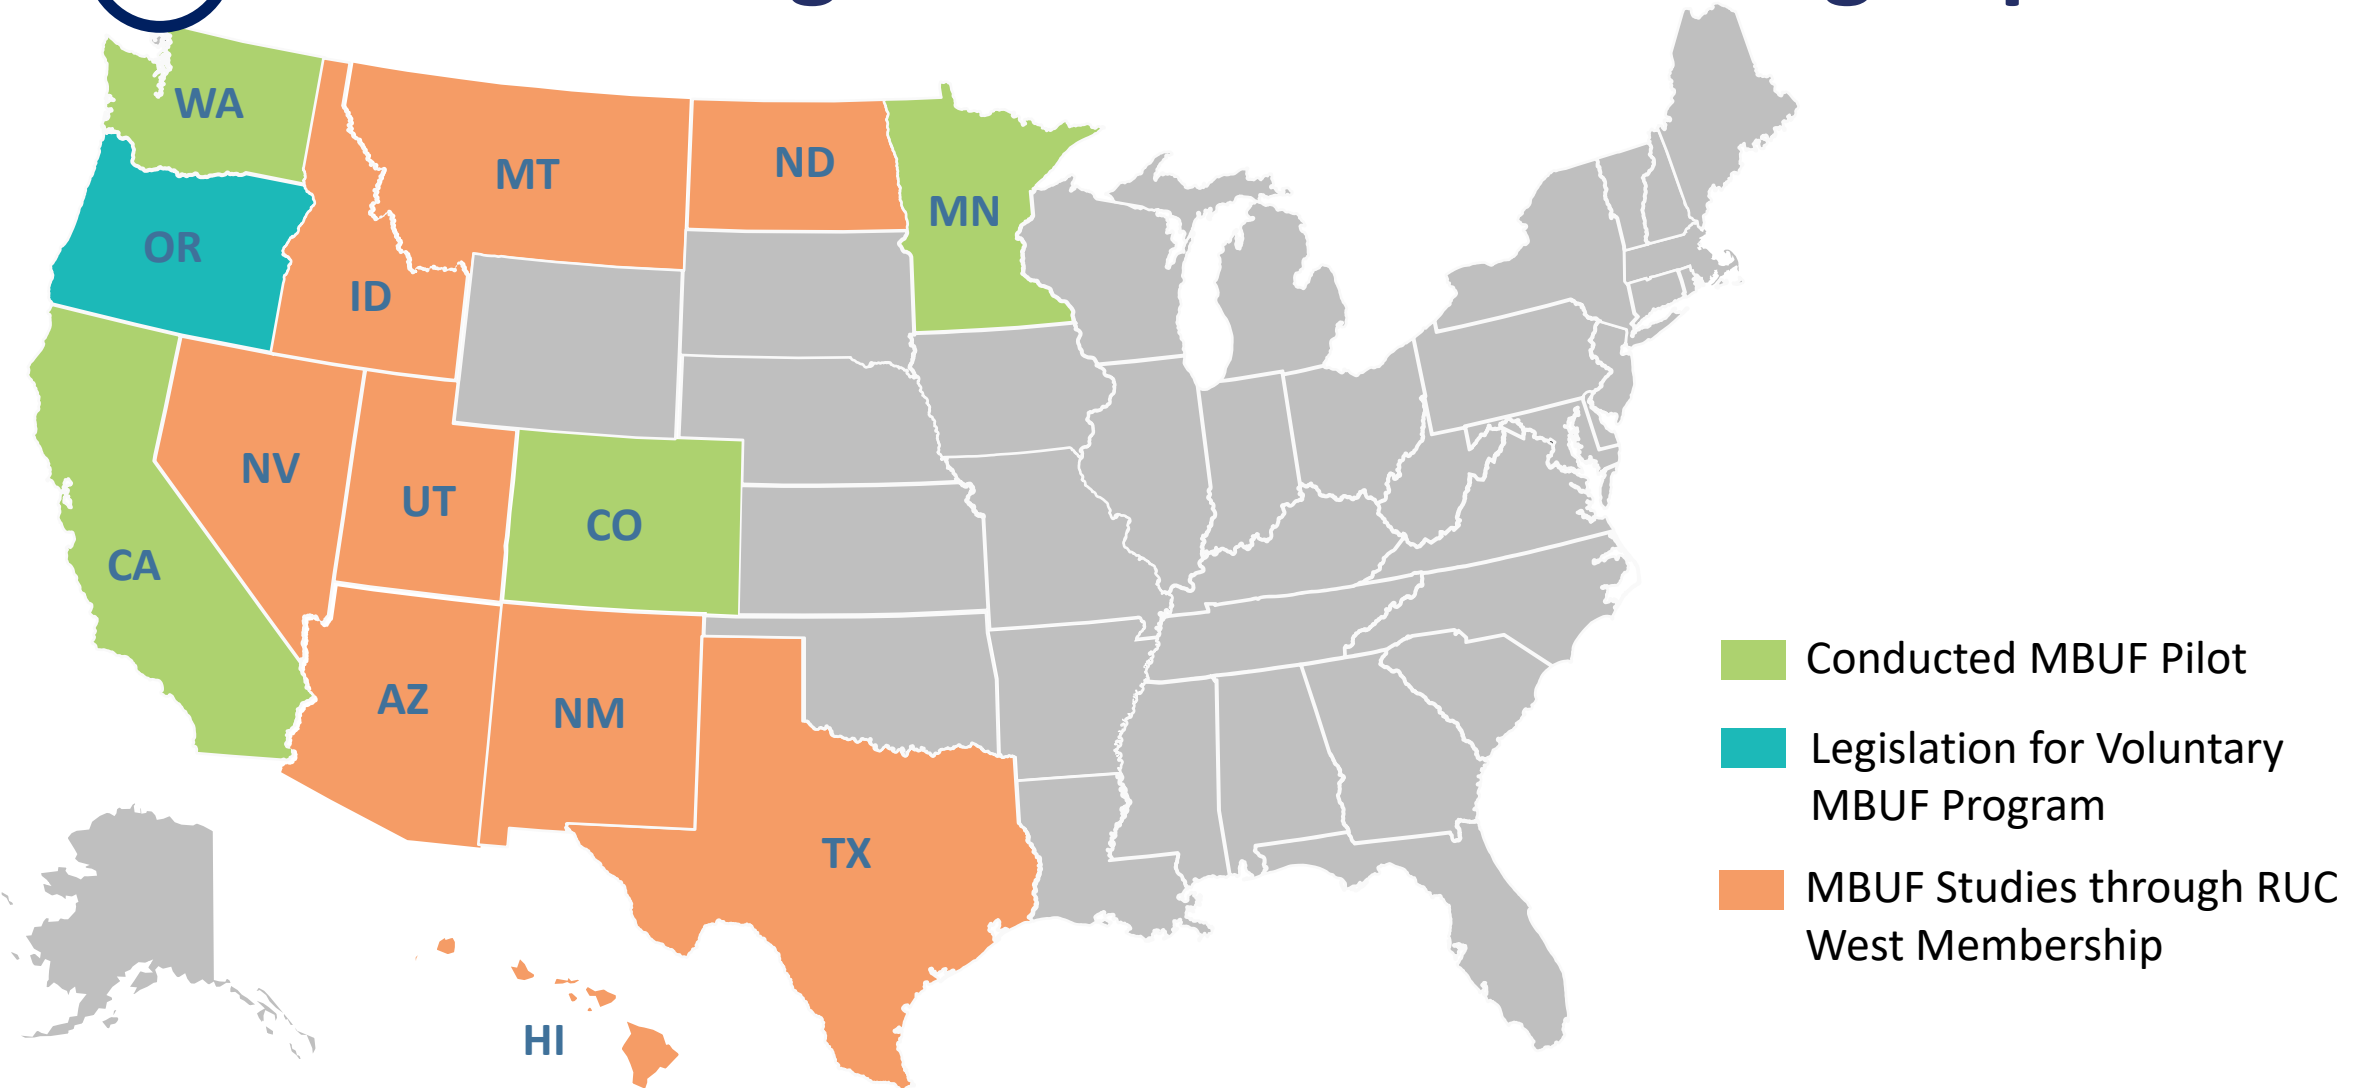 WA
MT
ND
MN
OR
ID
NV
UT
CO
CA
AZ
NM
TX
HI
Conducted MBUF Pilot
Legislation for Voluntary
MBUF Program
MBUF Studies through RUC
West Membership